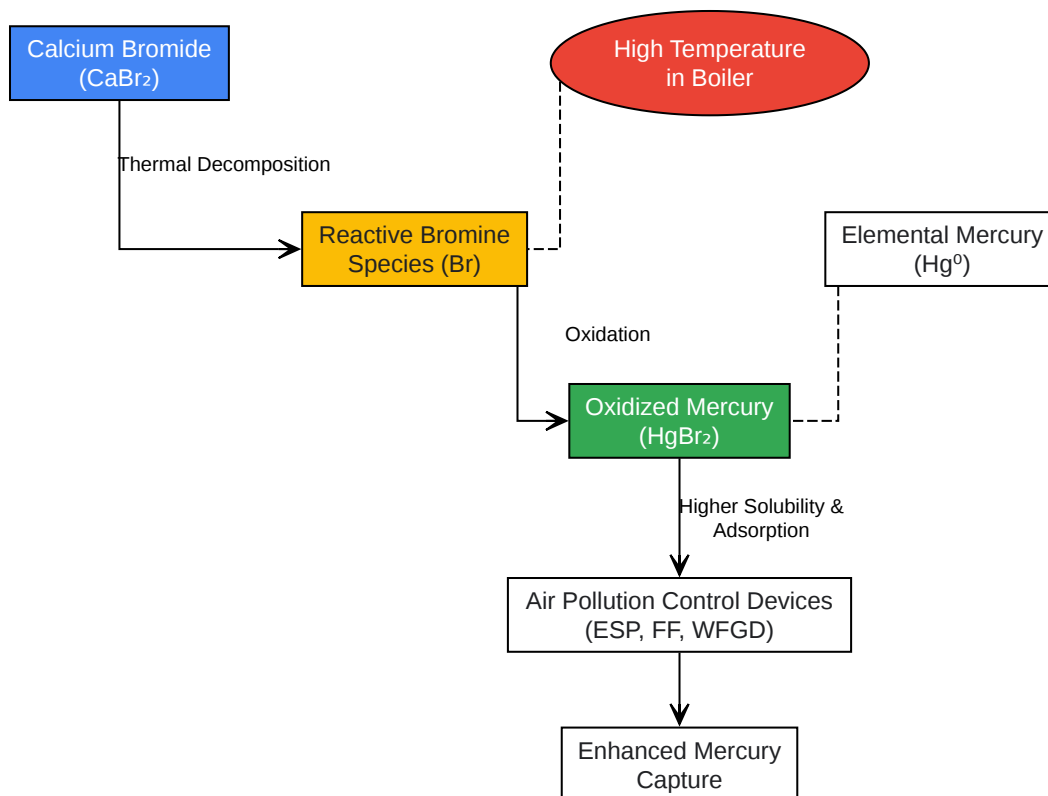 Calcium Bromide
(CaBr₂)
High Temperature
in Boiler
Thermal Decomposition
Reactive Bromine
Species (Br)
Elemental Mercury
(Hg⁰)
Oxidation
Oxidized Mercury
(HgBr₂)
Higher Solubility &
Adsorption
Air Pollution Control Devices
(ESP, FF, WFGD)
Enhanced Mercury
Capture